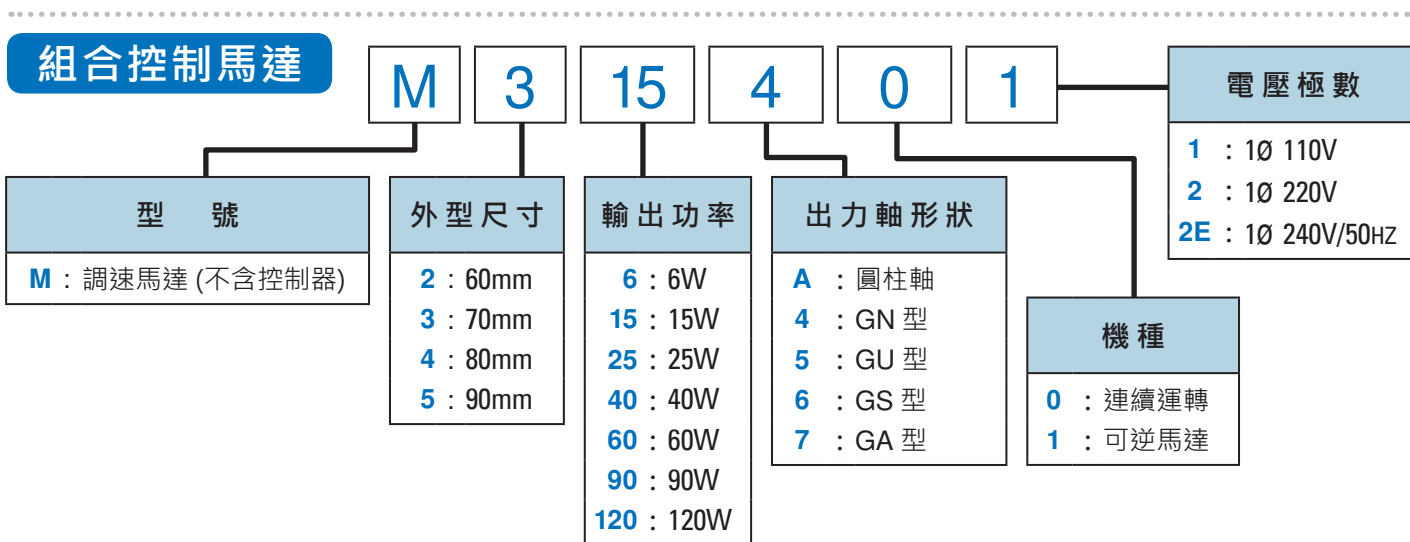 組合控制馬達
M 3 15 4 0 1
電壓極數
1 : 1Ø 110V
2 : 1Ø 220V
2E : 1Ø 240V/50HZ
型 號
M : 調速馬達 (不含控制器)
外型尺寸
2 : 60mm
3 : 70mm
4 : 80mm
5 : 90mm
輸出功率
6 : 6W
15 : 15W
25 : 25W
40 : 40W
60 : 60W
90 : 90W
120 : 120W
出力軸形狀
A : 圓柱軸
4 : GN 型
5 : GU 型
6 : GS 型
7 : GA 型
機種
0 : 連續運轉
1 : 可逆馬達